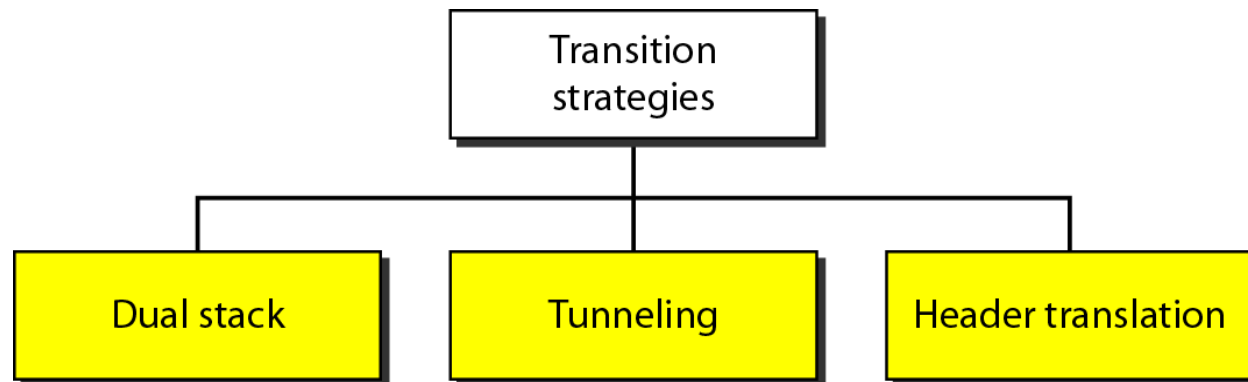 Transition
strategies
Dual stack
Tunneling
Header translation